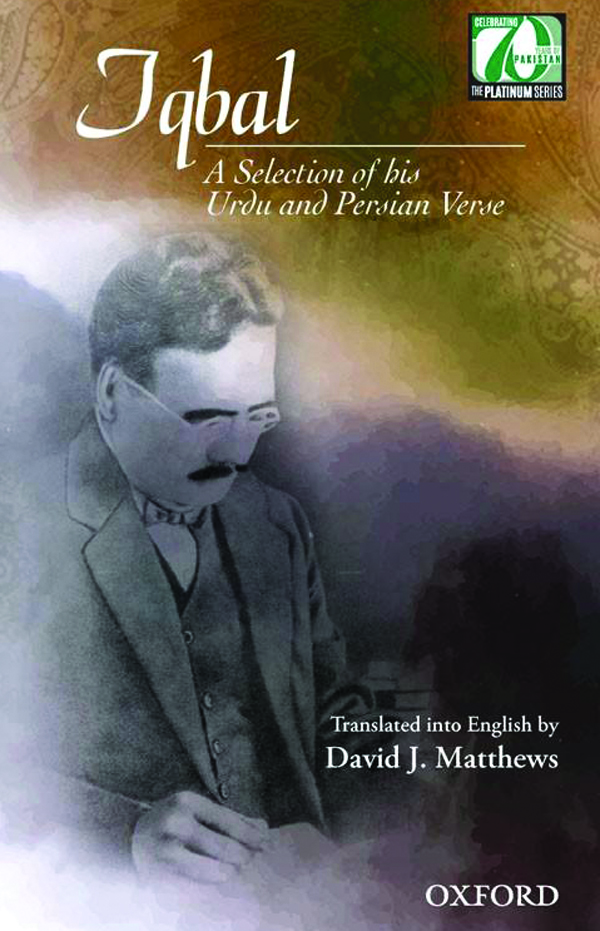 Iqbal
A Selection of his
Urdu and Persian Verse
CELEBRATING
70
YEARS OF
PAKISTAN
THE PLATINUM SERIES
Translated into English by
David J. Matthews
OXFORD